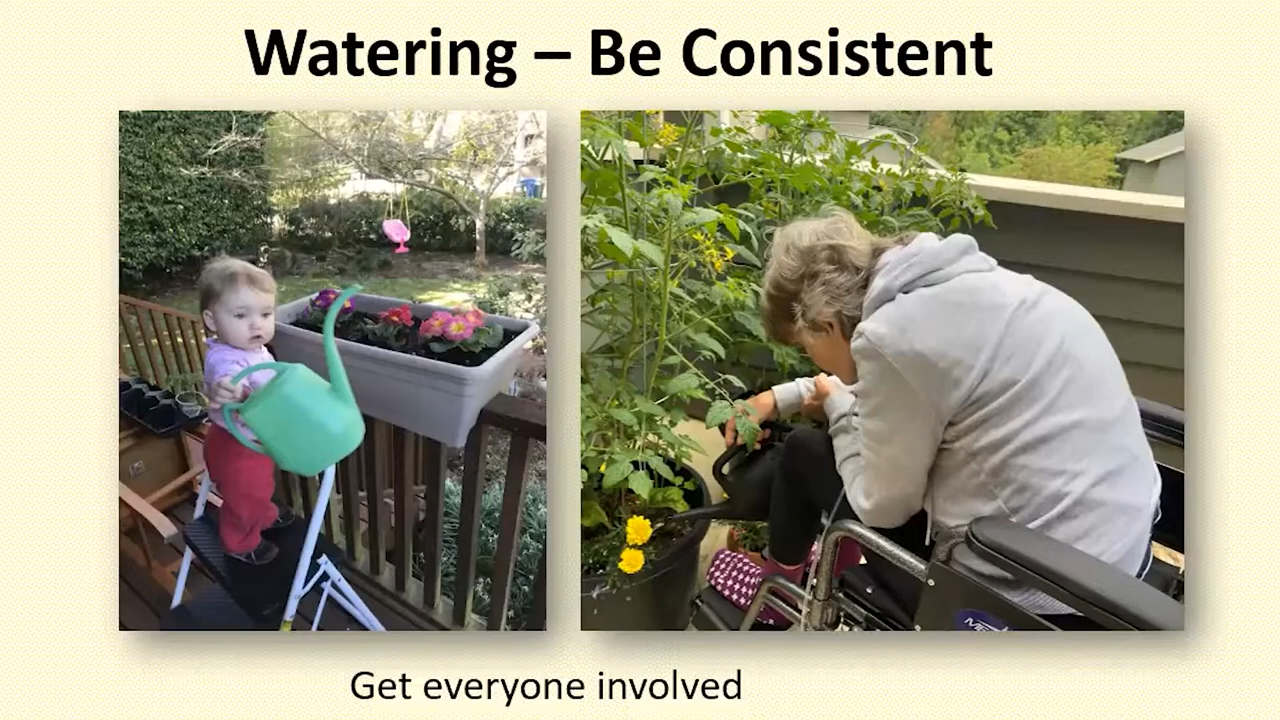 Watering – Be Consistent
Get everyone involved